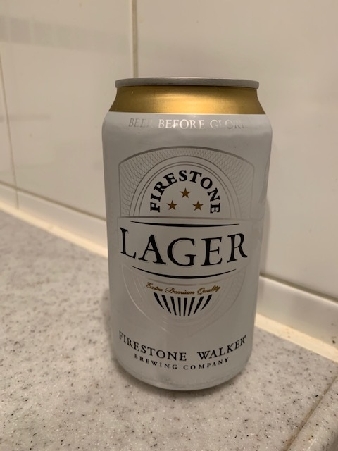 BEER BEFORE GLORY
FIRESTONE
LAGER
Extra Premium Quality
FIRESTONE WALKER
BREWING COMPANY